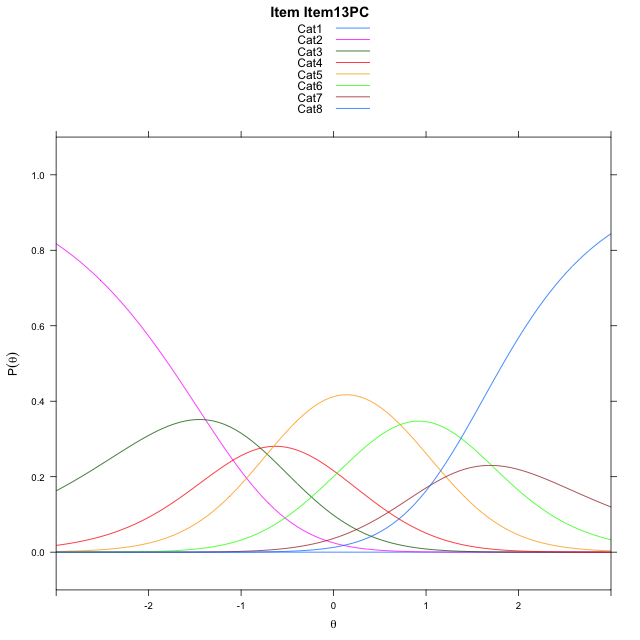 Item Item13PC
Cat1
Cat2
Cat3
Cat4
Cat5
Cat6
Cat7
Cat8
1.0
0.8
0.6
0.4
0.2
0.0
P(θ)
-2 -1 0 1 2
θ